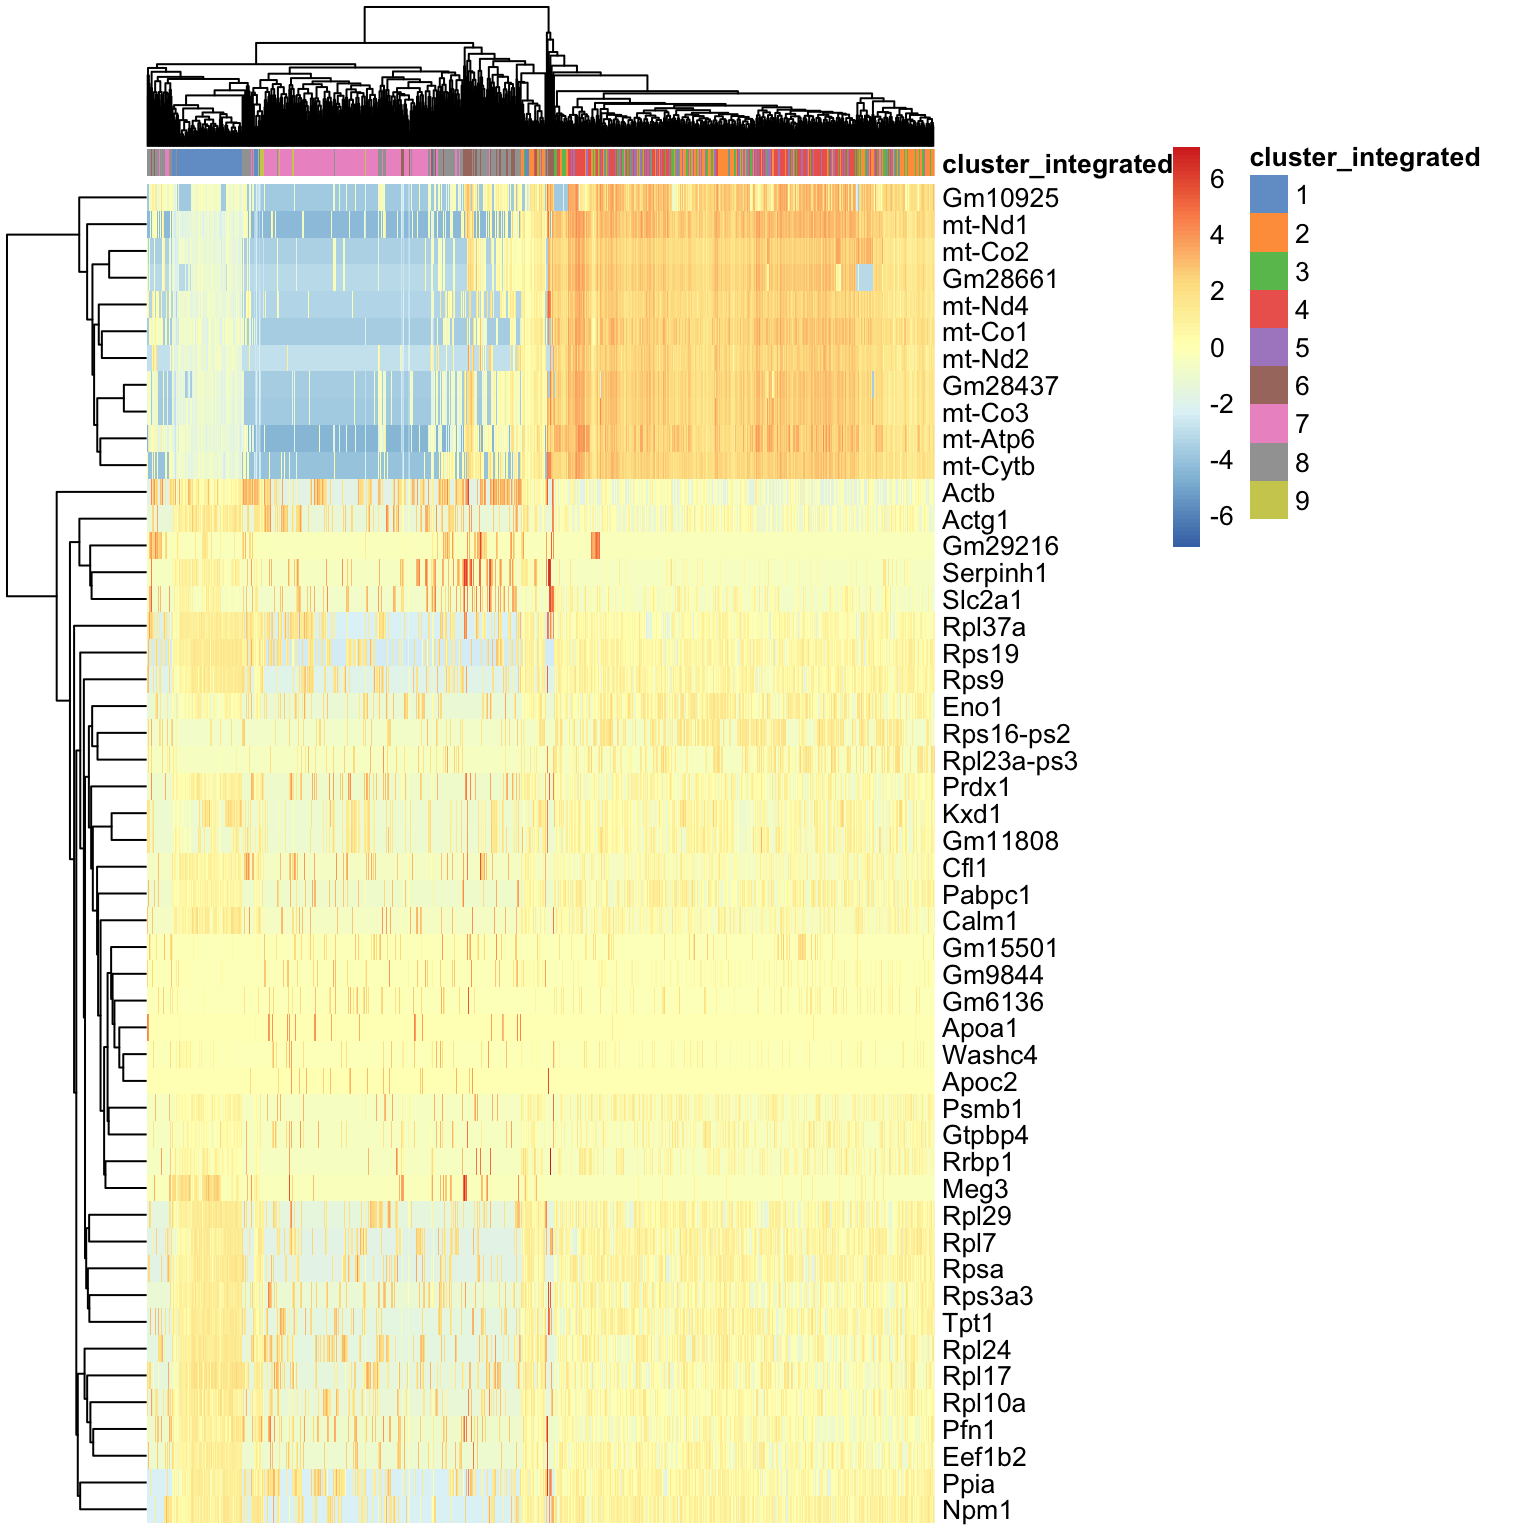 cluster_integrated
Gm10925
mt-Nd1
mt-Co2
Gm28661
mt-Nd4
mt-Co1
mt-Nd2
Gm28437
mt-Co3
mt-Atp6
mt-Cytb
Actb
Actg1
Gm29216
Serpinh1
Slc2a1
Rpl37a
Rps19
Rps9
Eno1
Rps16-ps2
Rpl23a-ps3
Prdx1
Kxd1
Gm11808
Cfl1
Pabpc1
Calm1
Gm15501
Gm9844
Gm6136
Apoa1
Washc4
Apoc2
Psmb1
Gtpbp4
Rrbp1
Meg3
Rpl29
Rpl7
Rpsa
Rps3a3
Tpt1
Rpl24
Rpl17
Rpl10a
Pfn1
Eef1b2
Ppia
Npm1
6
4
2
0
-2
-4
-6
cluster_integrated
1
2
3
4
5
6
7
8
9